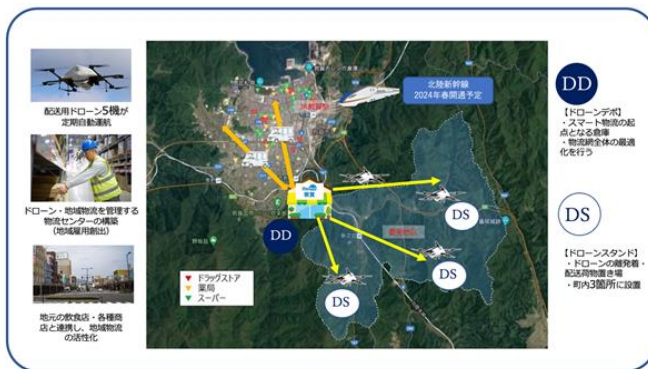 配送用ドローン5機が
定期自動運航
ドローン・地域物流を管理する
物流センターの構築
(地域雇用創出)
地元の飲食店・各種商
店と連携し、地域物流
の活性化
北陸新幹線
2024年春開通予定
敦賀
DD
DS
DS
DS
▼ ドラッグストア
▼ 薬局
▼ スーパー
DD
【ドローンデポ】
・スマート物流の起
点となる倉庫
・物流網全体の最適
化を行う
DS
【ドローンスタンド】
・ドローンの離発着・
配送荷物置き場
・町内3箇所に設置